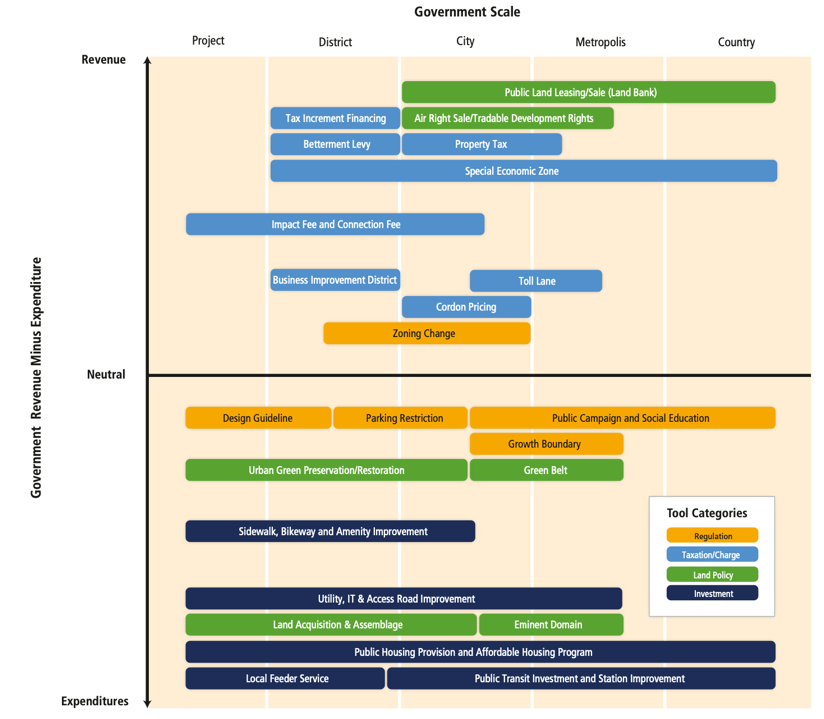 Government Scale
Project District City Metropolis Country
Revenue
Public Land Leasing/Sale (Land Bank)
Tax Increment Financing Air Right Sale/Tradable Development Rights
Betterment Levy Property Tax
Special Economic Zone
Impact Fee and Connection Fee
Business Improvement District Toll Lane
Cordon Pricing
Zoning Change
Government Revenue Minus Expenditure
Neutral
Design Guideline Parking Restriction Public Campaign and Social Education
Growth Boundary
Urban Green Preservation/Restoration Green Belt
Sidewalk, Bikeway and Amenity Improvement
Tool Categories
Regulation
Taxation/Charge
Land Policy
Investment
Utility, IT & Access Road Improvement
Land Acquisition & Assemblage Eminent Domain
Public Housing Provision and Affordable Housing Program
Local Feeder Service Public Transit Investment and Station Improvement
Expenditures